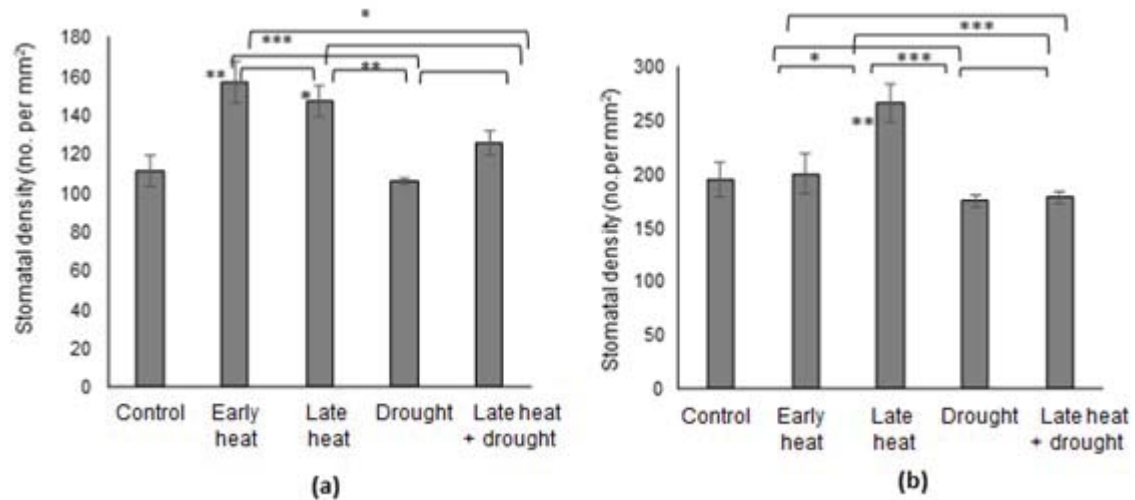 (a)
*
***
**
**
*
Stomatal density (no. per mm²)
180
160
140
120
100
80
60
40
20
0
Control
Early heat
Late heat
Drought
Late heat + drought
(a)
***
*
***
**
Stomatal density (no.per mm²)
300
250
200
150
100
50
0
Control
Early heat
Late heat
Drought
Late heat + drought
(b)